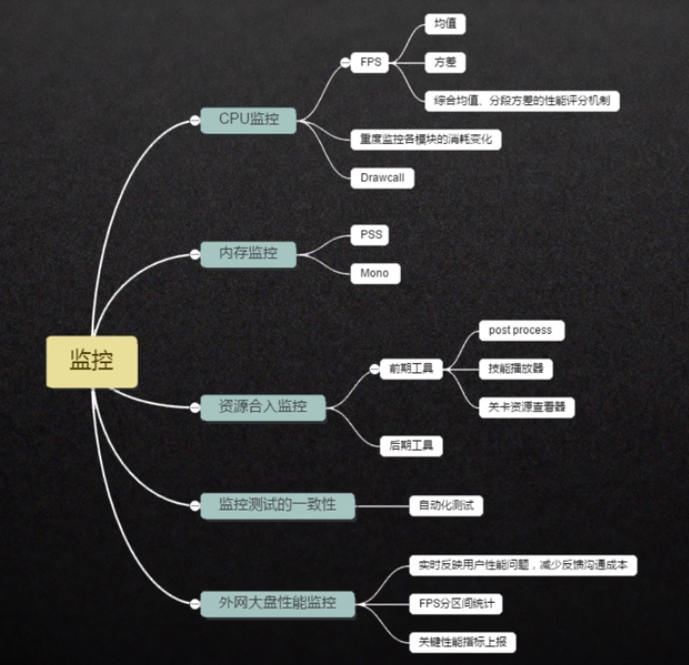 监控
CPU监控
FPS
均值
方差
综合均值、分段方差的性能评分机制
重度监控各模块的消耗变化
Drawcall
内存监控
PSS
Mono
资源合入监控
前期工具
post process
技能播放器
关卡资源查看器
后期工具
监控测试的一致性
自动化测试
外网大盘性能监控
实时反映用户性能问题，减少反馈沟通成本
FPS分区间统计
关键性能指标上报